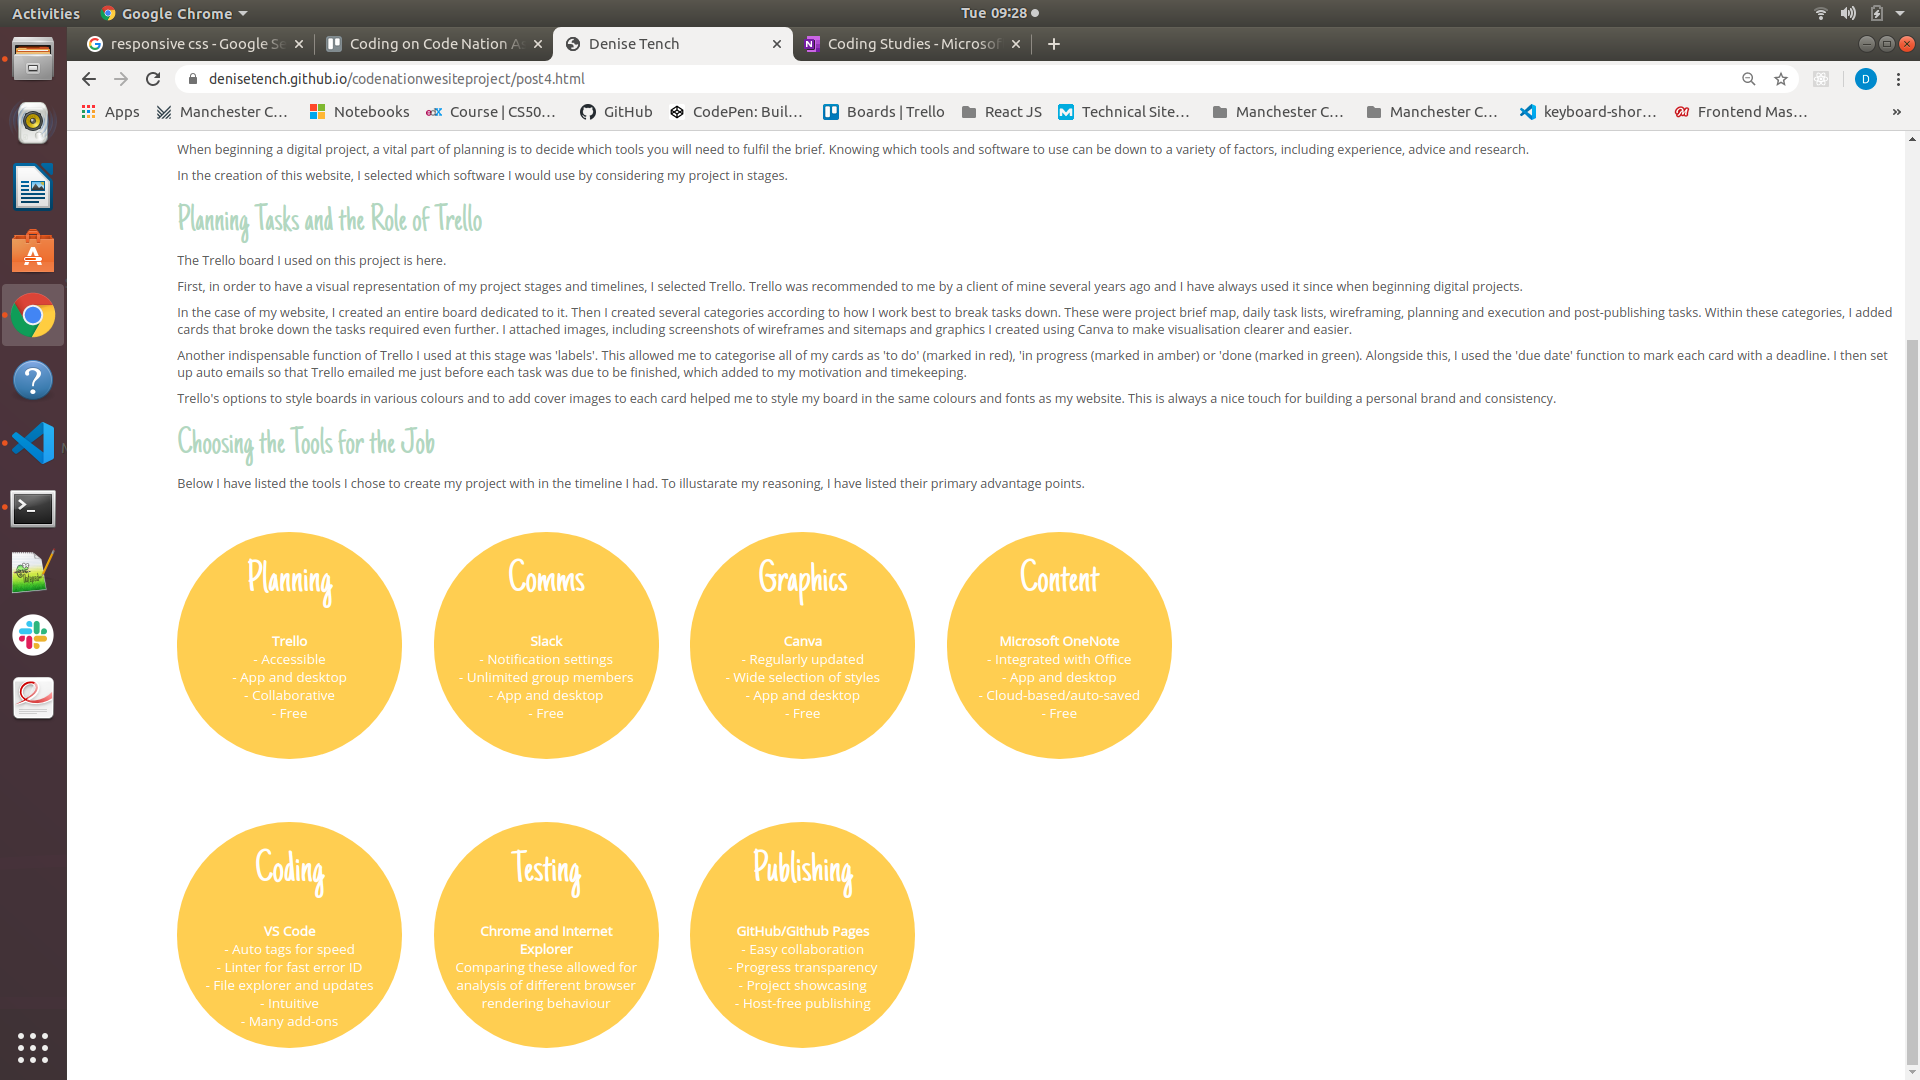 Activities
Google Chrome
Tue 09:28
responsive css - Google Se
Coding on Code Nation As
Denise Tench
Coding Studies - Microsof
denisetench.github.io/codenationwesiteproject/post4.html
D
Apps
Manchester C...
Notebooks
edX
Course | CS50...
GitHub
CodePen: Buil...
Boards | Trello
React JS
Technical Site...
Manchester C...
Manchester C...
keyboard-shor...
Frontend Mas...
»
When beginning a digital project, a vital part of planning is to decide which tools you will need to fulfil the brief. Knowing which tools and software to use can be down to a variety of factors, including experience, advice and research.
In the creation of this website, I selected which software I would use by considering my project in stages.
Planning Tasks and the Role of Trello
The Trello board I used on this project is here.
First, in order to have a visual representation of my project stages and timelines, I selected Trello. Trello was recommended to me by a client of mine several years ago and I have always used it since when beginning digital projects.
In the case of my website, I created an entire board dedicated to it. Then I created several categories according to how I work best to break tasks down. These were project brief map, daily task lists, wireframing, planning and execution and post-publishing tasks. Within these categories, I added
cards that broke down the tasks required even further. I attached images, including screenshots of wireframes and sitemaps and graphics I created using Canva to make visualisation clearer and easier.
Another indispensable function of Trello I used at this stage was 'labels'. This allowed me to categorise all of my cards as 'to do' (marked in red), 'in progress (marked in amber) or 'done (marked in green). Alongside this, I used the 'due date' function to mark each card with a deadline. I then set
up auto emails so that Trello emailed me just before each task was due to be finished, which added to my motivation and timekeeping.
Trello's options to style boards in various colours and to add cover images to each card helped me to style my board in the same colours and fonts as my website. This is always a nice touch for building a personal brand and consistency.
Choosing the Tools for the Job
Below I have listed the tools I chose to create my project with in the timeline I had. To illustarate my reasoning, I have listed their primary advantage points.
Planning
Trello
- Accessible
- App and desktop
- Collaborative
- Free
Comms
Slack
- Notification settings
- Unlimited group members
- App and desktop
- Free
Graphics
Canva
- Regularly updated
- Wide selection of styles
- App and desktop
- Free
Content
Microsoft OneNote
- Integrated with Office
- App and desktop
- Cloud-based/auto-saved
- Free
Coding
VS Code
- Auto tags for speed
- Linter for fast error ID
- File explorer and updates
- Intuitive
- Many add-ons
Testing
Chrome and Internet
Explorer
Comparing these allowed for
analysis of different browser
rendering behaviour
Publishing
GitHub/Github Pages
- Easy collaboration
- Progress transparency
- Project showcasing
- Host-free publishing